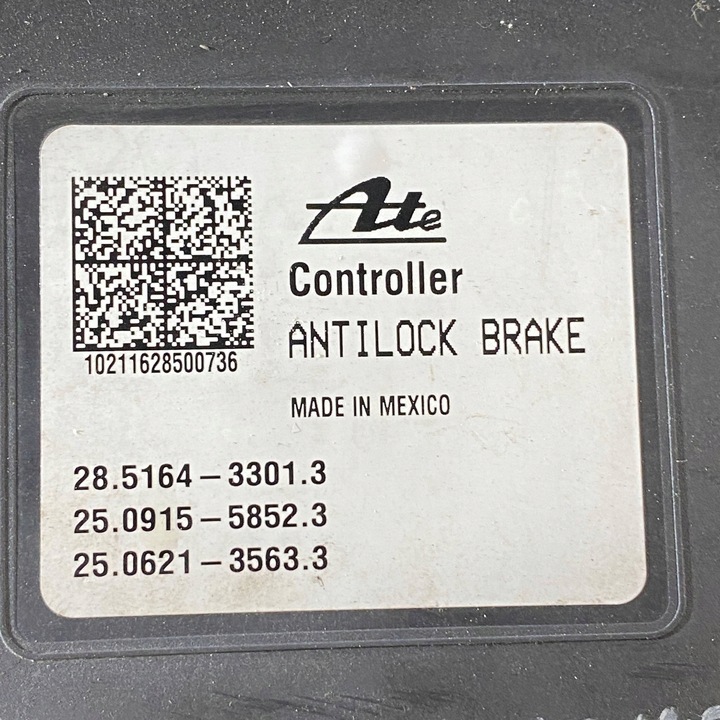 Ate
Controller
ANTILOCK BRAKE
10211628500736
MADE IN MEXICO
28.5164–3301.3
25.0915–5852.3
25.0621–3563.3